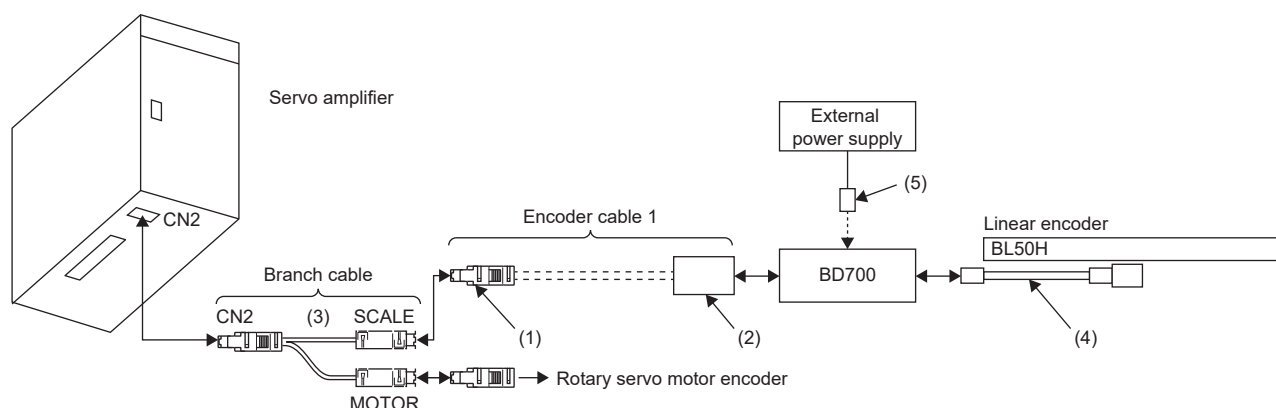 Servo amplifier
CN2
External
power supply
(5)
Encoder cable 1
Linear encoder
BL50H
Branch cable
BD700
CN2
(3)
SCALE
(1)
(2)
(4)
Rotary servo motor encoder
MOTOR